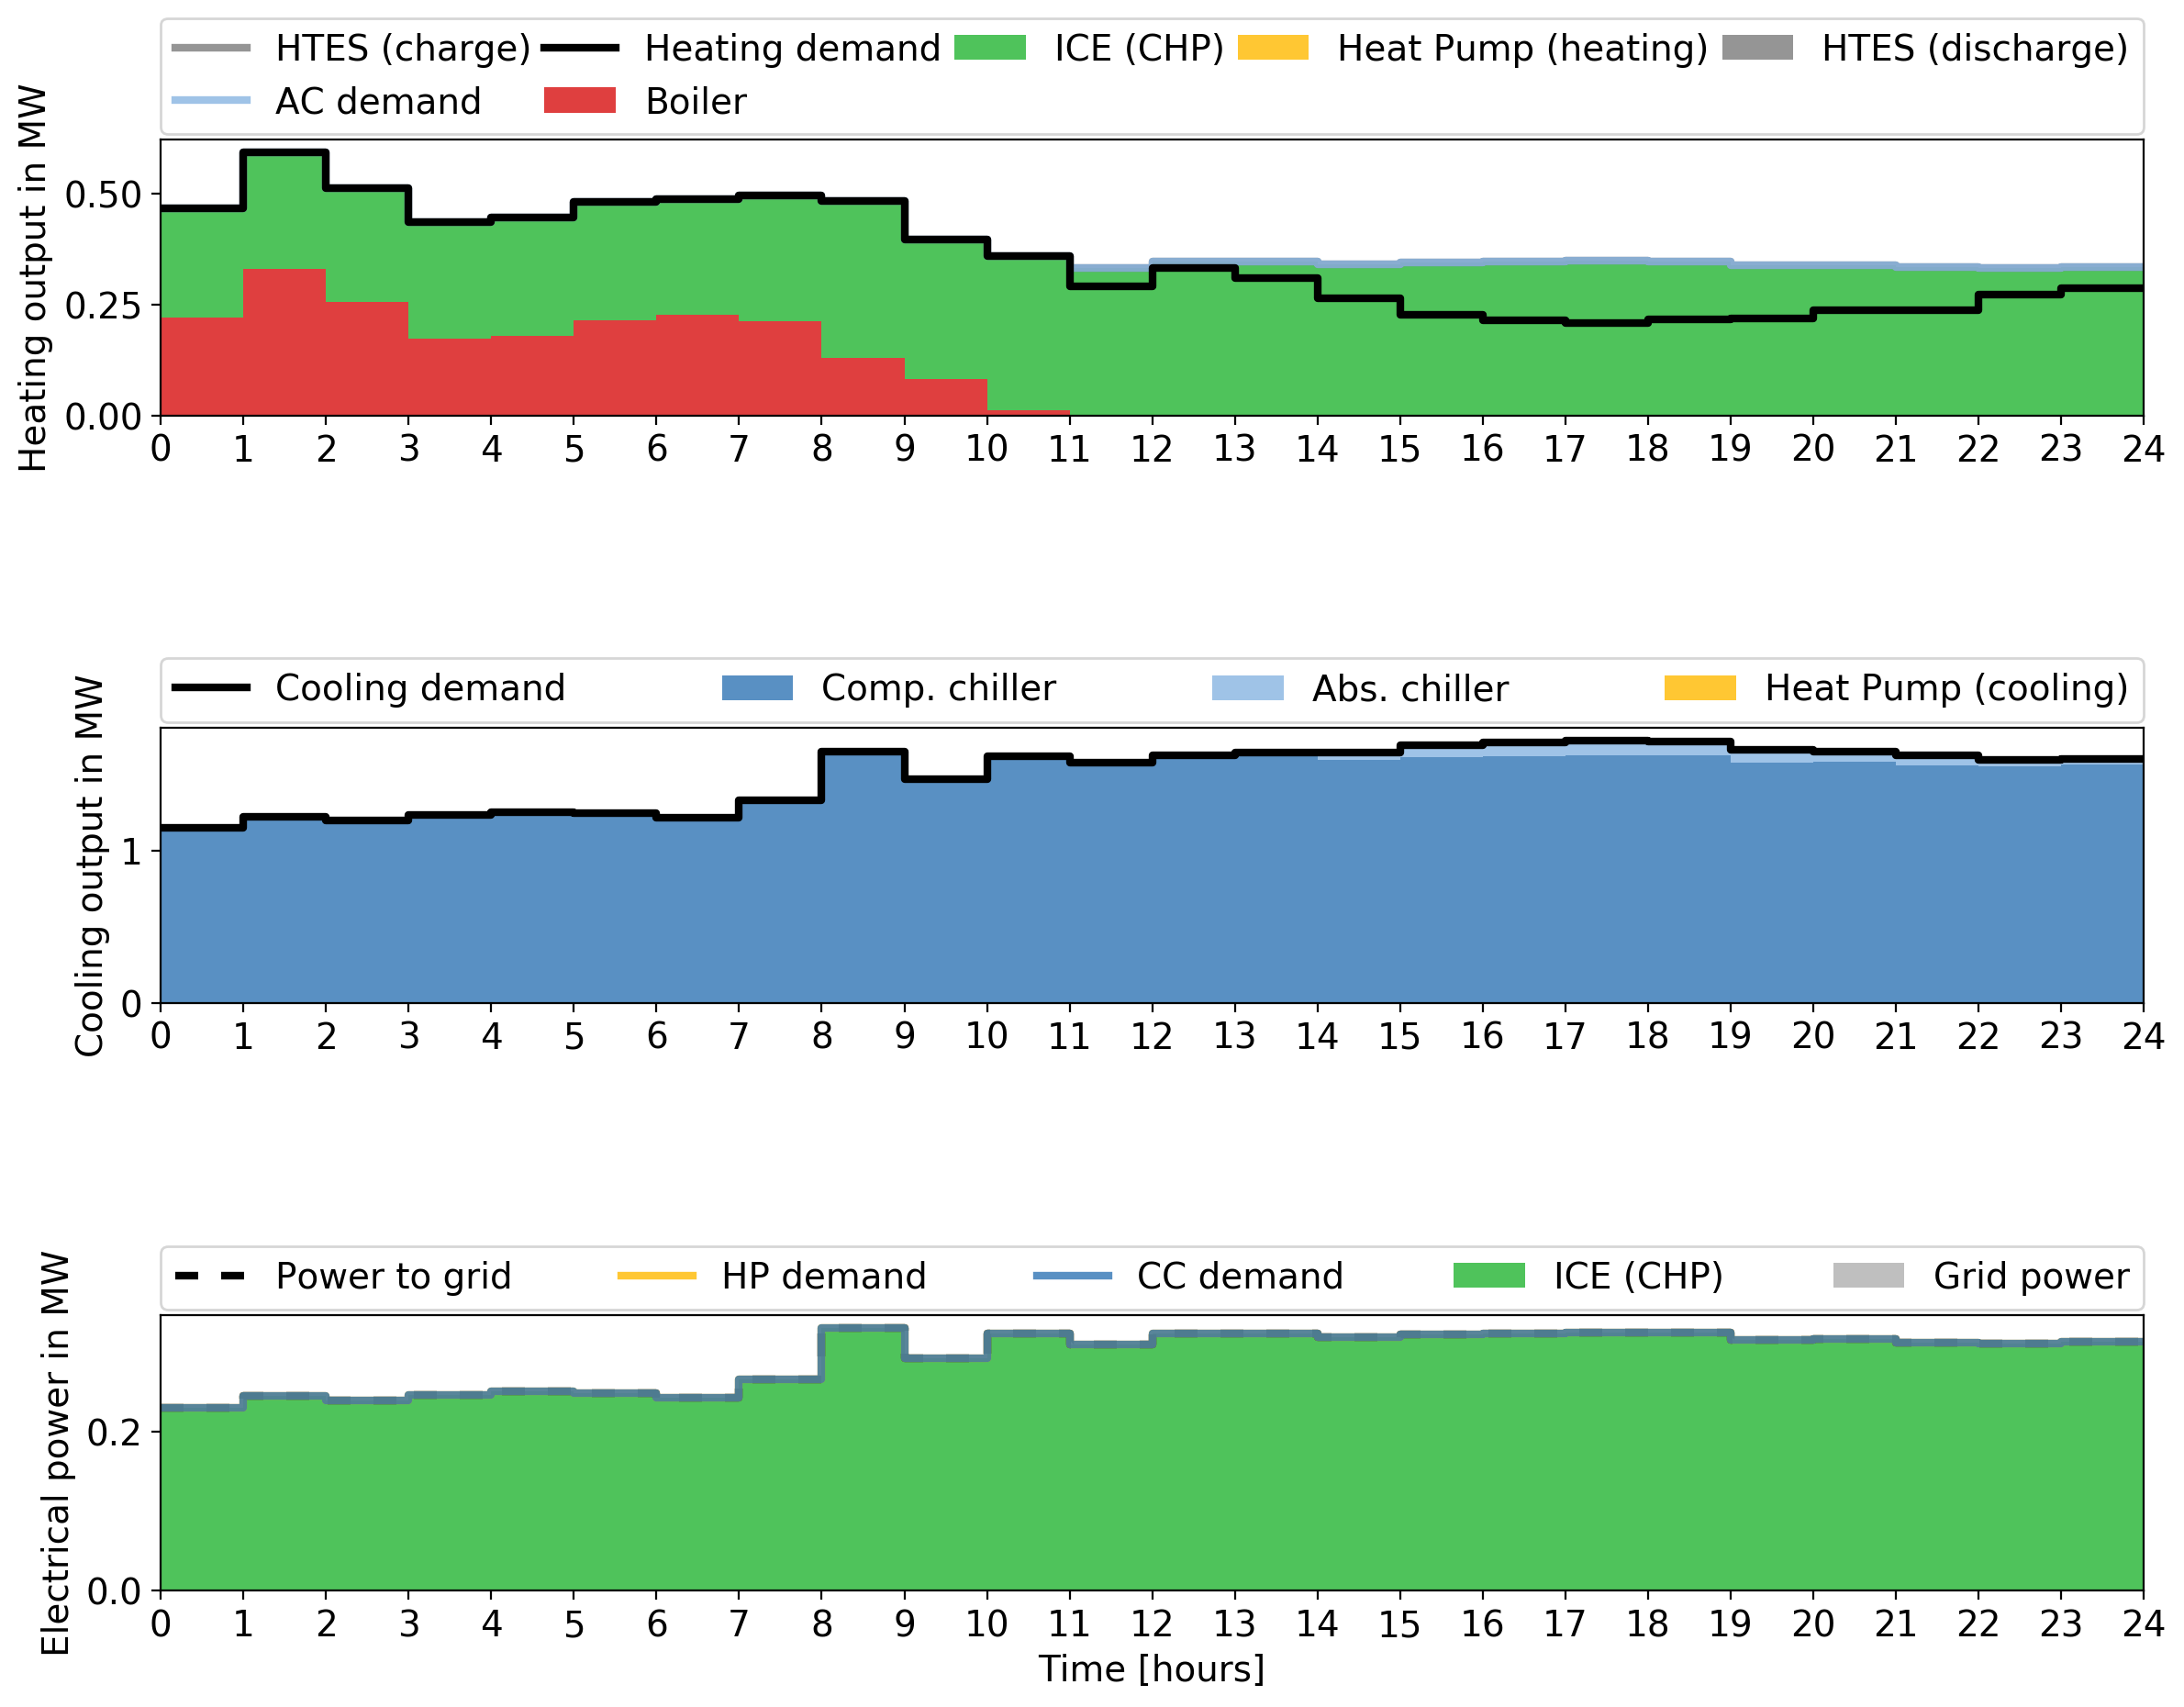 HTES (charge) Heating demand ICE (CHP) Heat Pump (heating) HTES (discharge)
AC demand Boiler
Heating output in MW
0.50
0.25
0.00
0 1 2 3 4 5 6 7 8 9 10 11 12 13 14 15 16 17 18 19 20 21 22 23 24
Cooling demand Comp. chiller Abs. chiller Heat Pump (cooling)
Cooling output in MW
1
0
0 1 2 3 4 5 6 7 8 9 10 11 12 13 14 15 16 17 18 19 20 21 22 23 24
Power to grid HP demand CC demand ICE (CHP) Grid power
Electrical power in MW
0.2
0.0
0 1 2 3 4 5 6 7 8 9 10 11 12 13 14 15 16 17 18 19 20 21 22 23 24
Time [hours]